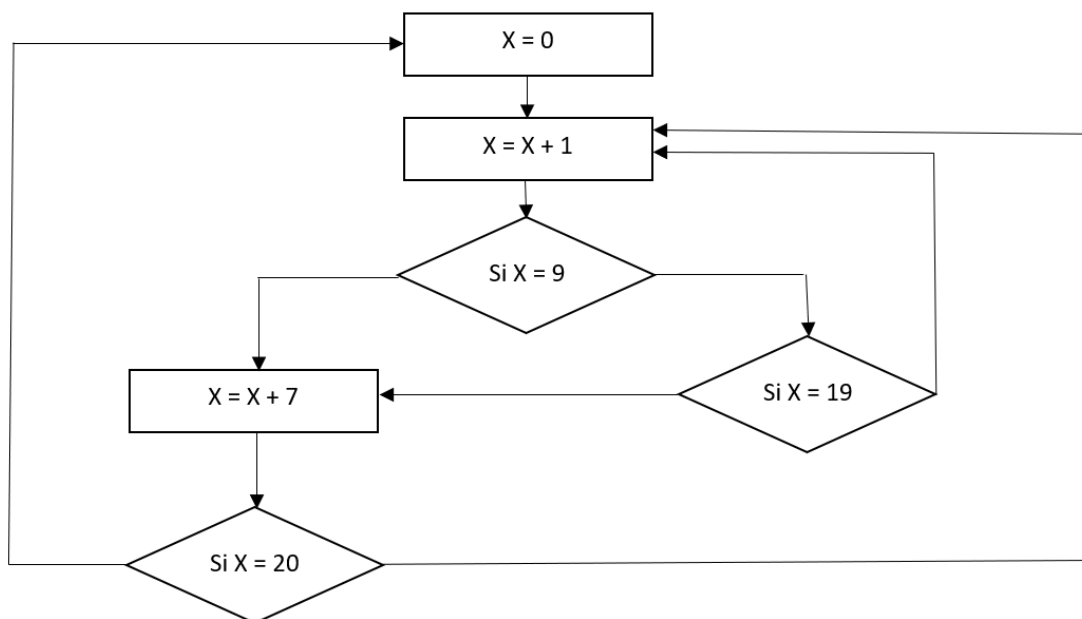 X = 0
X = X + 1
Si X = 9
X = X + 7
Si X = 19
Si X = 20